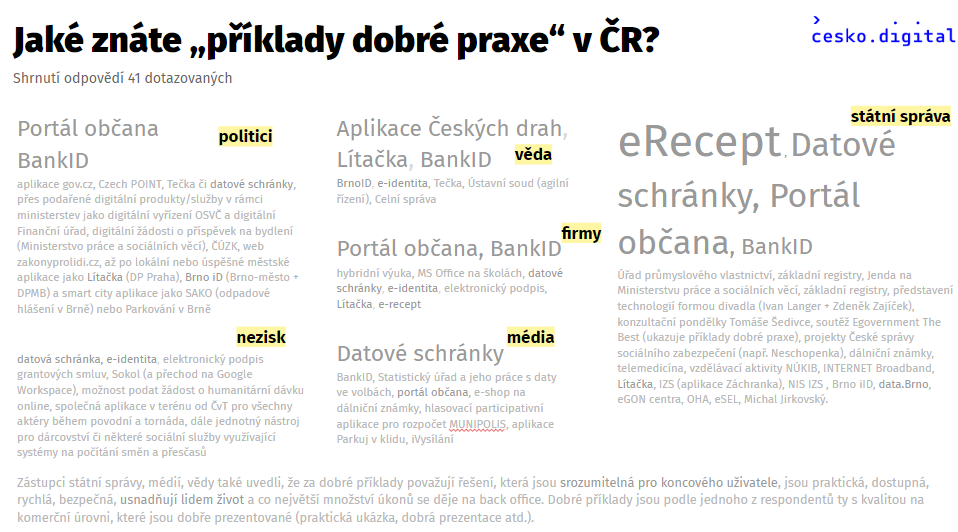 Jaké znáte „příklady dobré praxe“ v ČR?
česko.digital
Shrnutí odpovědí 41 dotazovaných
politici
Portál občana
BankID
aplikace gov.cz, Czech POINT, Tečka či datové schránky,
přes podařené digitální produkty/služby v rámci
ministerstev jako digitální vyřízení OSVČ a digitální
Finanční úřad, digitální žádosti o příspěvek na bydlení
(Ministerstvo práce a sociálních věcí), ČÚZK, web
zakonyprolidi.cz, až po lokální nebo úspěšné městské
aplikace jako Lítačka (DP Praha), Brno iD (Brno-město +
DPMB) a smart city aplikace jako SAKO (odpadové
hlášení v Brně) nebo Parkování v Brně
nezisk
datová schránka, e-identita, elektronický podpis
grantových smluv, Sokol (a přechod na Google
Workspace), možnost podat žádost o humanitární dávku
online, společná aplikace v terénu od ČvT pro všechny
aktéry během povodní a tornáda, dále jednotný nástroj
pro dárcovství či některé sociální služby využívající
systémy na počítání směn a přesčasů
Aplikace Českých drah,
Lítačka, BankID
věda
BrnoID, e-identita, Tečka, Ústavní soud (agilní
řízení), Celní správa
firmy
Portál občana, BankID
hybridní výuka, MS Office na školách, datové
schránky, e-identita, elektronický podpis,
Lítačka, e-recept
média
Datové schránky
BankID, Statistický úřad a jeho práce s daty
ve volbách, portál občana, e-shop na
dálniční známky, hlasovací participativní
aplikace pro rozpočet MUNIPOLIS, aplikace
Parkuj v klidu, iVysílání
státní správa
eRecept, Datové
schránky, Portál
občana, BankID
Úřad průmyslového vlastnictví, základní registry, Jenda na
Ministerstvu práce a sociálních věcí, základní registry, představení
technologií formou divadla (Ivan Langer + Zdeněk Zajíček),
konzultační pondělky Tomáše Šedivce, soutěž Egovernment The
Best (ukazuje příklady dobré praxe), projekty České správy
sociálního zabezpečení (např. Neschopenka), dálniční známky,
telemedicína, vzdělávací aktivity NÚKIB, INTERNET Broadband,
Lítačka, IZS (aplikace Záchranka), NIS IZS , Brno iID, data.Brno,
eGON centra, OHA, eSEL, Michal Jirkovský.
Zástupci státní správy, médií, vědy také uvedli, že za dobré příklady považují řešení, která jsou srozumitelná pro koncového uživatele, jsou praktická, dostupná,
rychlá, bezpečná, usnadňují lidem život a co největší množství úkonů se děje na back office. Dobré příklady jsou podle jednoho z respondentů ty s kvalitou na
komerční úrovni, které jsou dobře prezentované (praktická ukázka, dobrá prezentace atd.).